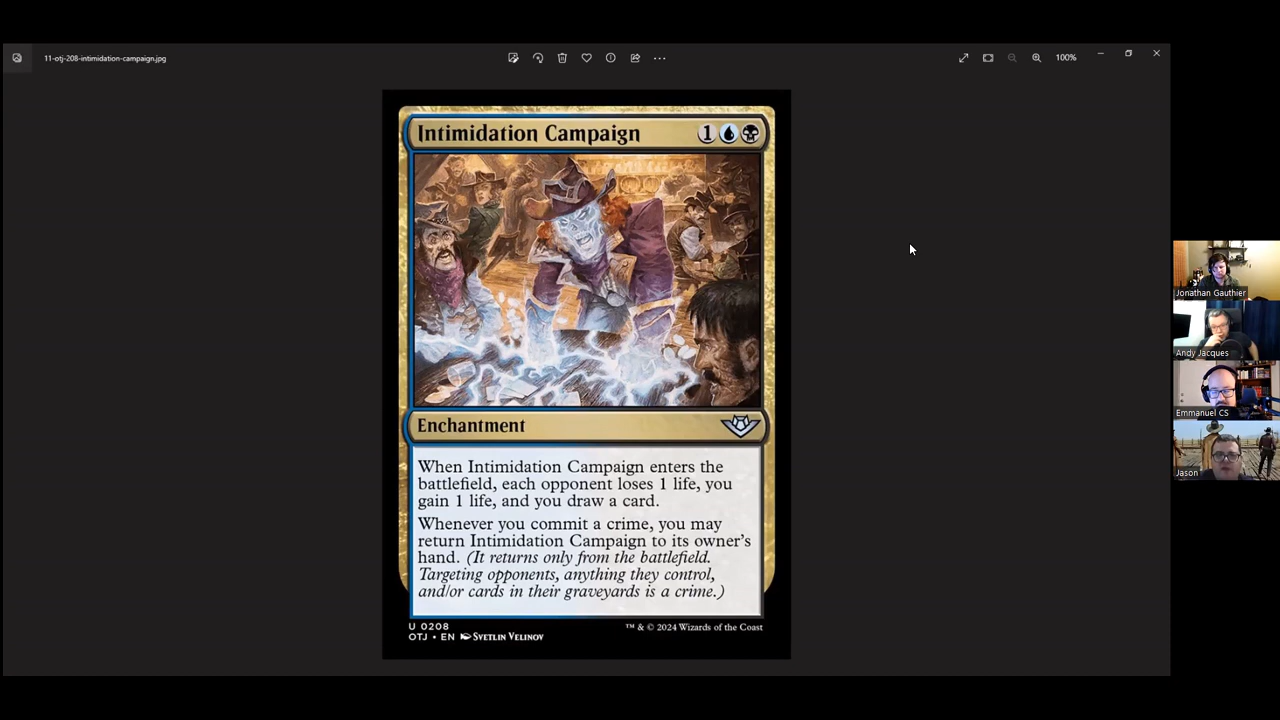 11-otj-208-intimidation-campaign.jpg
100%
Intimidation Campaign 1
Enchantment
When Intimidation Campaign enters the
battlefield, each opponent loses 1 life, you
gain 1 life, and you draw a card.
Whenever you commit a crime, you may
return Intimidation Campaign to its owner's
hand. (It returns only from the battlefield.
Targeting opponents, anything they control,
and/or cards in their graveyards is a crime.)
U 0208
OTJ • EN SVETLIN VELINOV
™ & © 2024 Wizards of the Coast
Jonathan Gauthier
Andy Jacques
Emmanuel CS
Jason